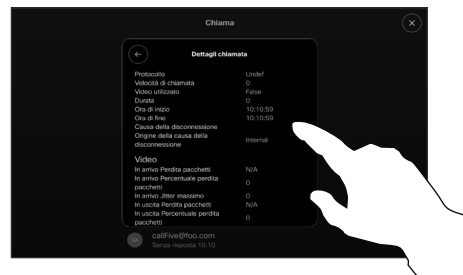 Chiama
Dettagli chiamata
Protocollo Undef
Velocità di chiamata 0
Video utilizzato False
Durata 0
Ora di inizio 10:10:59
Ora di fine 10:10:59
Causa della disconnessione
Origine della causa della
disconnessione Internal
Video
In arrivo Perdita pacchetti N/A
In arrivo Percentuale perdita
pacchetti 0
In arrivo Jitter massimo 0
In uscita Perdita pacchetti N/A
In uscita Percentuale perdita
pacchetti 0
callFive@foo.com
Senza risposta 10:10